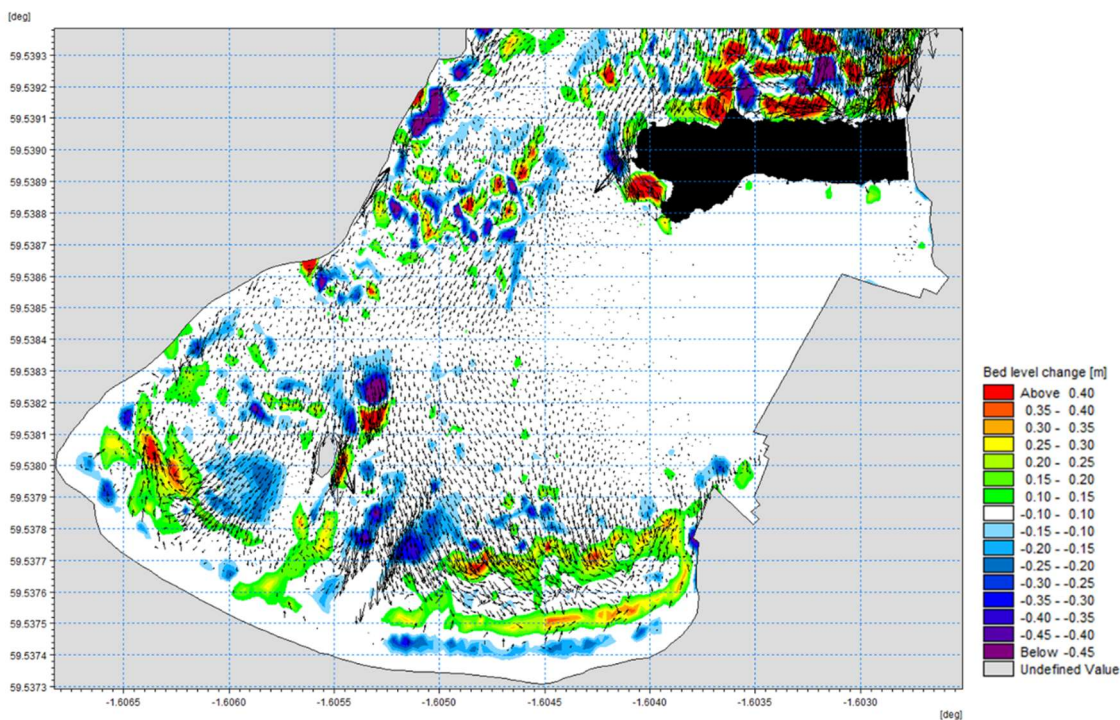 [deg]
59.5393
59.5392
59.5391
59.5390
59.5389
59.5388
59.5387
59.5386
59.5385
59.5384
59.5383
59.5382
59.5381
59.5380
59.5379
59.5378
59.5377
59.5376
59.5375
59.5374
59.5373
-1.6065 -1.6060 -1.6055 -1.6050 -1.6045 -1.6040 -1.6035 -1.6030
[deg]
Bed level change [m]
Above 0.40
0.35 - 0.40
0.30 - 0.35
0.25 - 0.30
0.20 - 0.25
0.15 - 0.20
0.10 - 0.15
-0.10 - 0.10
-0.15 - -0.10
-0.20 - -0.15
-0.25 - -0.20
-0.30 - -0.25
-0.35 - -0.30
-0.40 - -0.35
-0.45 - -0.40
Below -0.45
Undefined Value